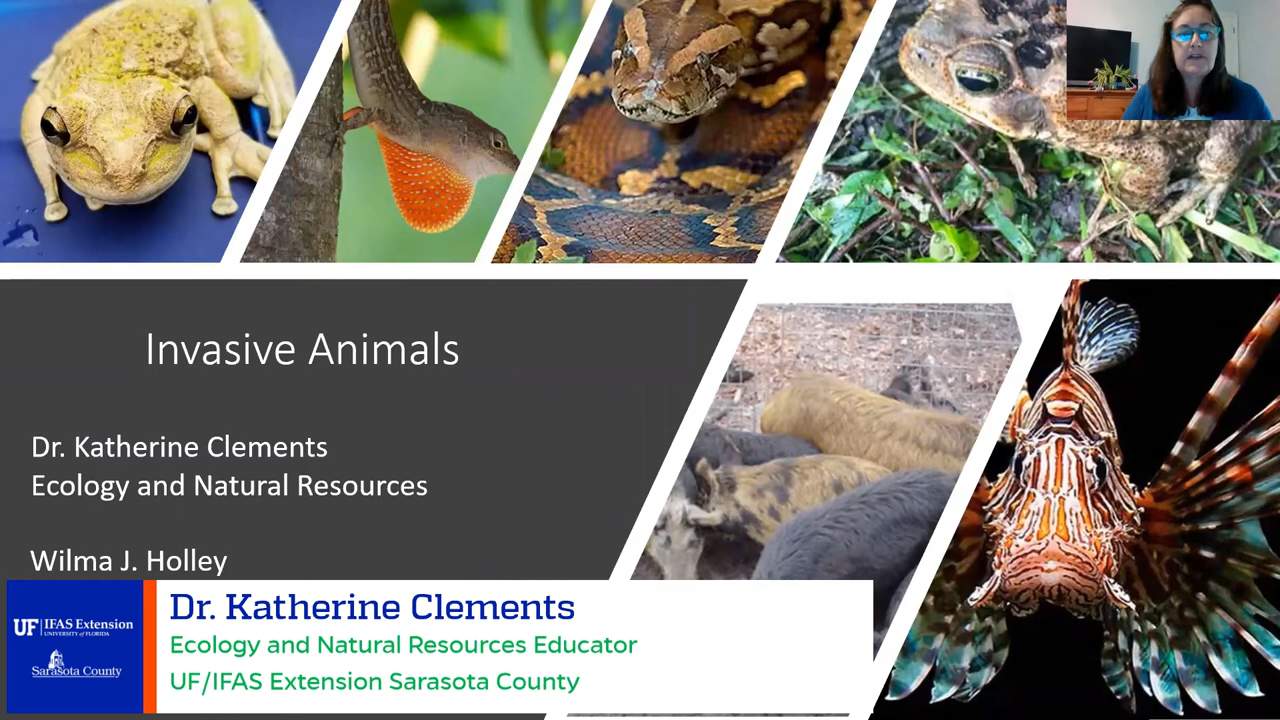 Invasive Animals
Dr. Katherine Clements
Ecology and Natural Resources
Wilma J. Holley
UF | IFAS Extension
UNIVERSITY of FLORIDA
Sarasota County
Dr. Katherine Clements
Ecology and Natural Resources Educator
UF/IFAS Extension Sarasota County